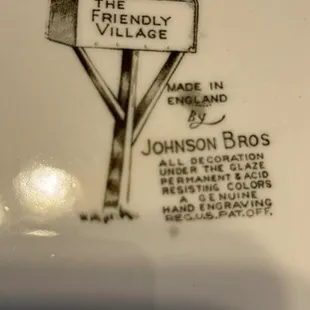 THE
FRIENDLY
VILLAGE
MADE IN
ENGLAND
By
JOHNSON BROS
ALL DECORATION
UNDER THE GLAZE
PERMANENT & ACID
RESISTING COLORS
A GENUINE
HAND ENGRAVING
REG.U.S.PAT.OFF.